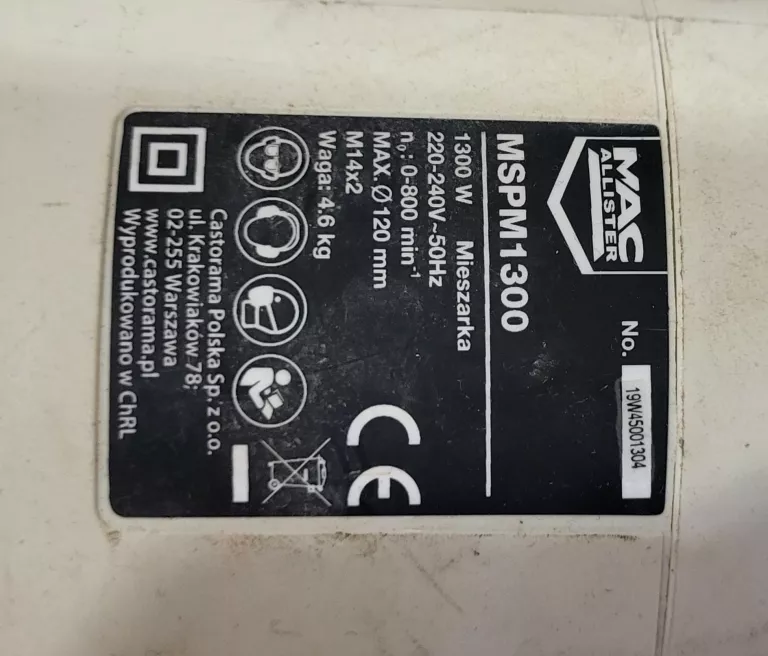 MAC
ALLISTER
No. 19W45001304
MSPM1300
1300 W Mieszarka
220-240V~50Hz
n₀: 0-800 min⁻¹
MAX. Ø 120 mm
M14x2
Waga: 4.6 kg
CE
Castorama Polska Sp. z o.o.
ul. Krakowiaków 78;
02-255 Warszawa
www.castorama.pl
Wyprodukowano w ChRL